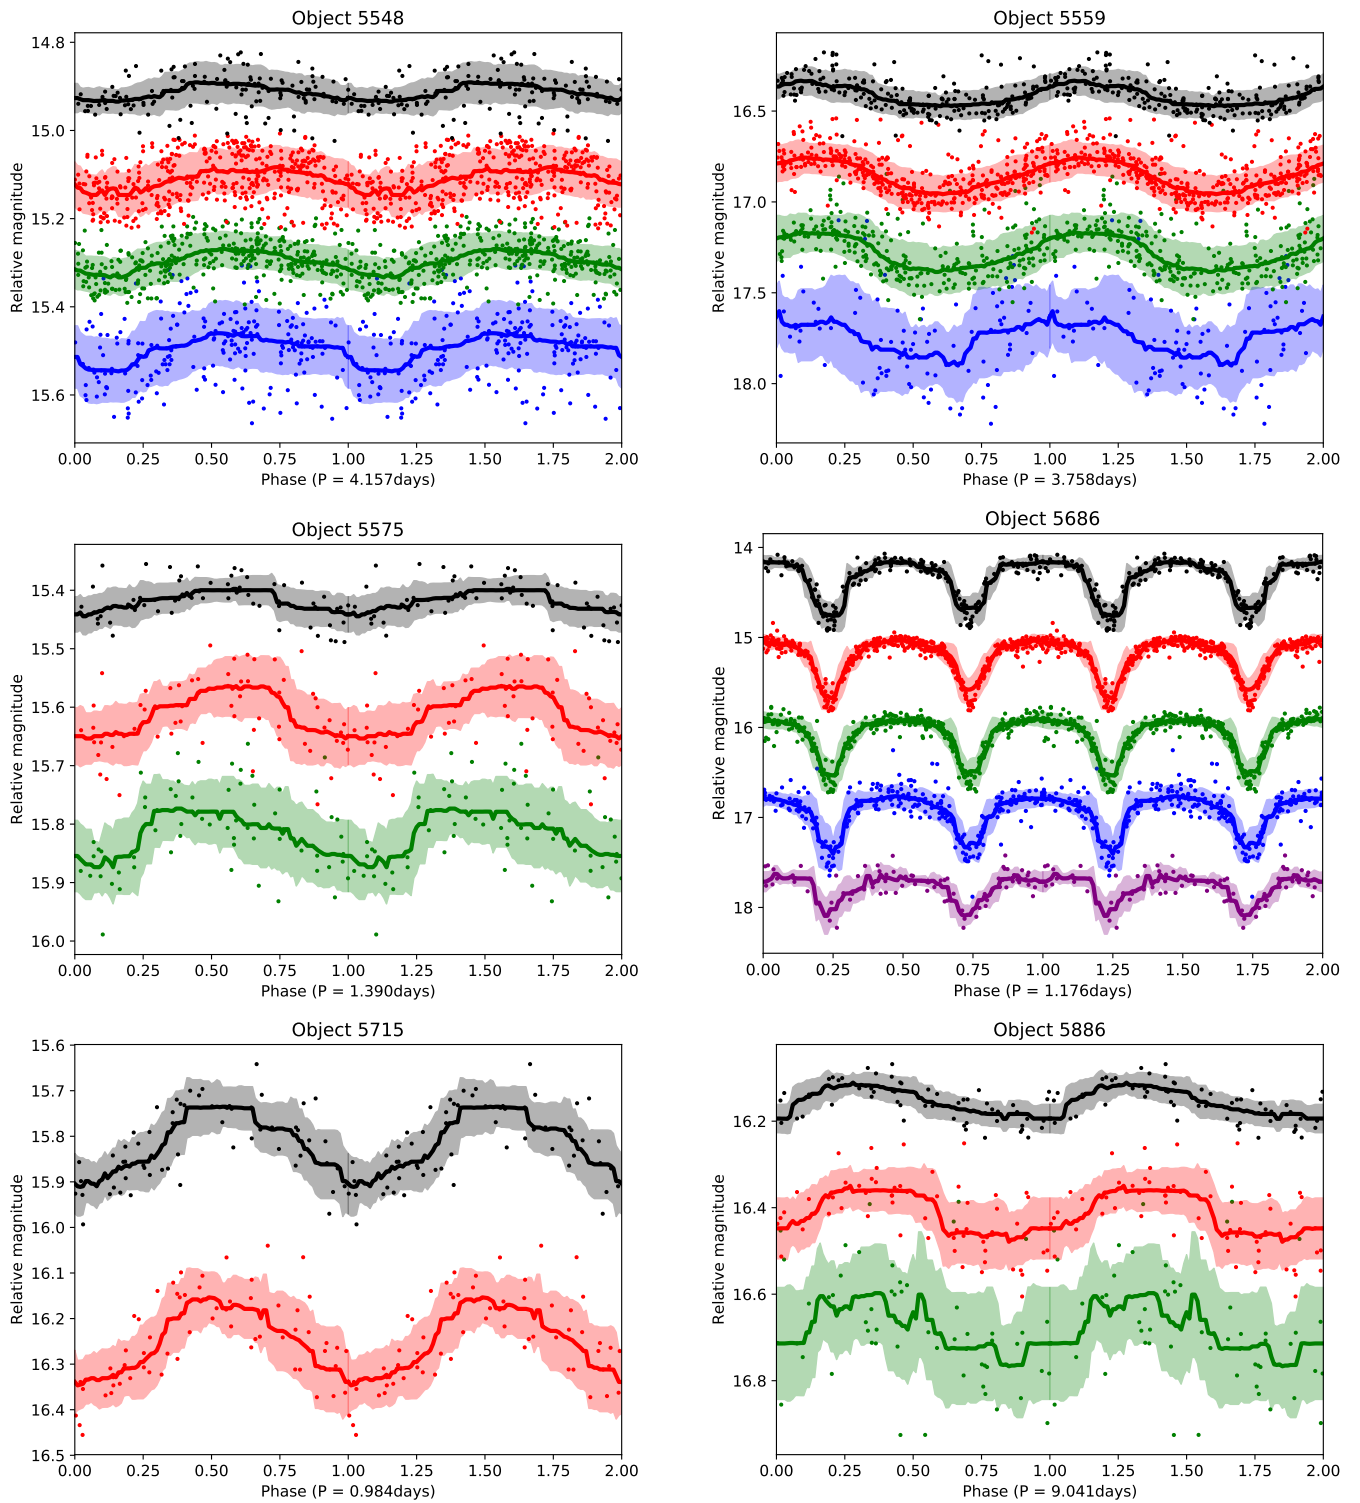 Object 5548
14.8
15.0
15.2
15.4
15.6
Relative magnitude
0.00 0.25 0.50 0.75 1.00 1.25 1.50 1.75 2.00
Phase (P = 4.157days)
Object 5559
16.5
17.0
17.5
18.0
Relative magnitude
0.00 0.25 0.50 0.75 1.00 1.25 1.50 1.75 2.00
Phase (P = 3.758days)
Object 5575
15.4
15.5
15.6
15.7
15.8
15.9
16.0
Relative magnitude
0.00 0.25 0.50 0.75 1.00 1.25 1.50 1.75 2.00
Phase (P = 1.390days)
Object 5686
14
15
16
17
18
Relative magnitude
0.00 0.25 0.50 0.75 1.00 1.25 1.50 1.75 2.00
Phase (P = 1.176days)
Object 5715
15.6
15.7
15.8
15.9
16.0
16.1
16.2
16.3
16.4
16.5
Relative magnitude
0.00 0.25 0.50 0.75 1.00 1.25 1.50 1.75 2.00
Phase (P = 0.984days)
Object 5886
16.2
16.4
16.6
16.8
Relative magnitude
0.00 0.25 0.50 0.75 1.00 1.25 1.50 1.75 2.00
Phase (P = 9.041days)